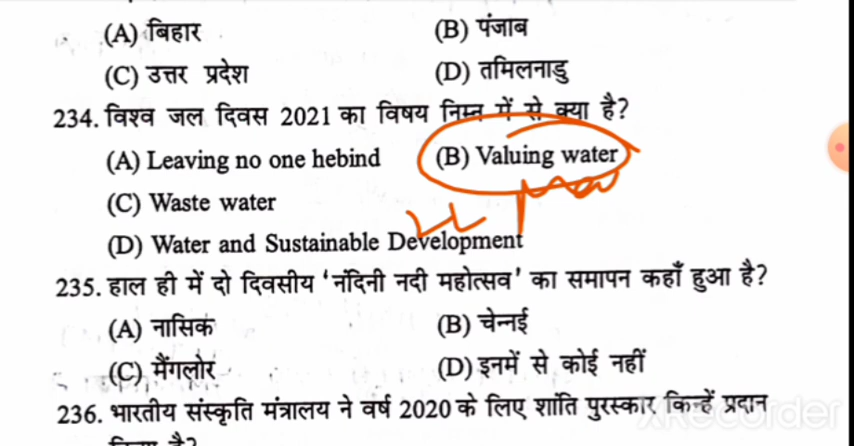 (A) बिहार (B) पंजाब
(C) उत्तर प्रदेश (D) तमिलनाडु
234. विश्व जल दिवस 2021 का विषय निम्न में से क्या है?
(A) Leaving no one hebind (B) Valuing water
(C) Waste water
(D) Water and Sustainable Development
235. हाल ही में दो दिवसीय ‘नंदिनी नदी महोत्सव’ का समापन कहाँ हुआ है?
(A) नासिक (B) चेन्नई
(C) मैंगलोर (D) इनमें से कोई नहीं
236. भारतीय संस्कृति मंत्रालय ने वर्ष 2020 के लिए शांति पुरस्कार किन्हें प्रदान
XRecorder